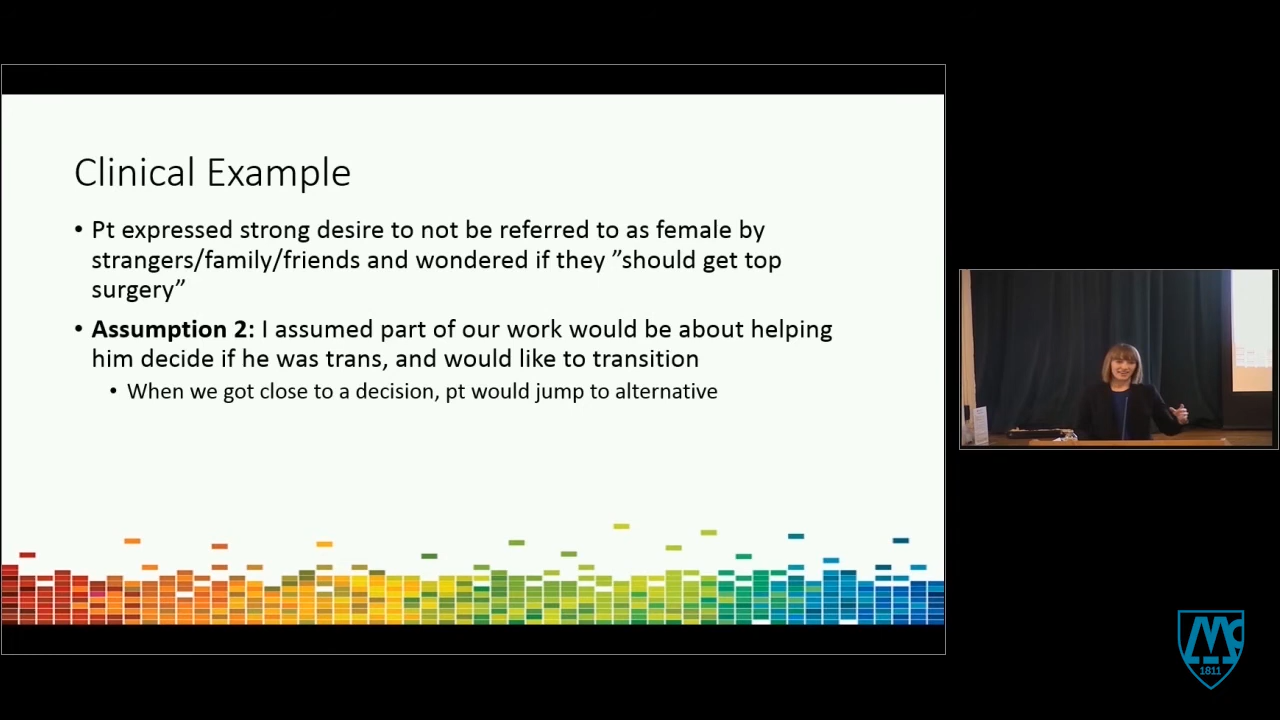 Clinical Example
• Pt expressed strong desire to not be referred to as female by
strangers/family/friends and wondered if they ”should get top
surgery”
• Assumption 2: I assumed part of our work would be about helping
him decide if he was trans, and would like to transition
• When we got close to a decision, pt would jump to alternative
Mc
1811